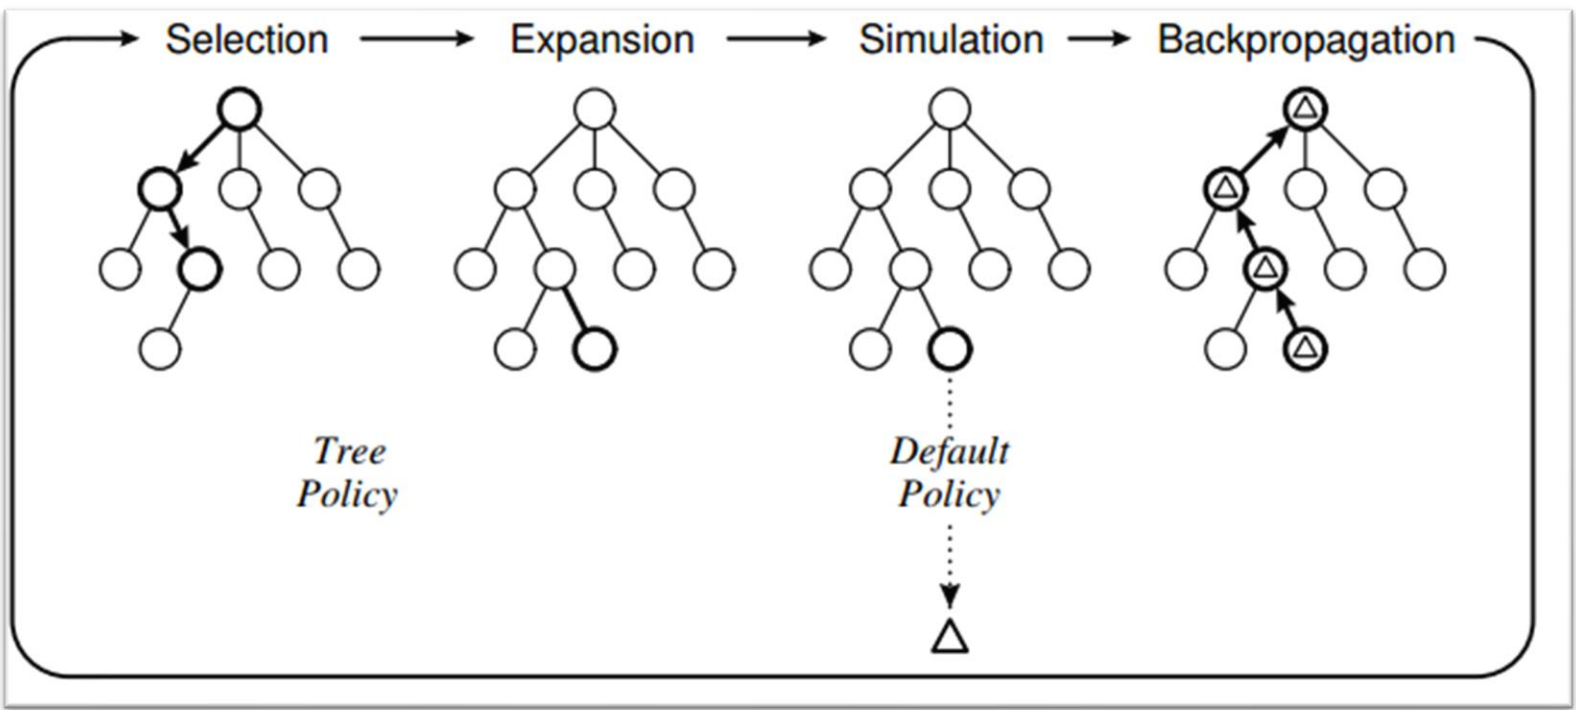 Selection Expansion Simulation Backpropagation
Tree
Policy
Default
Policy